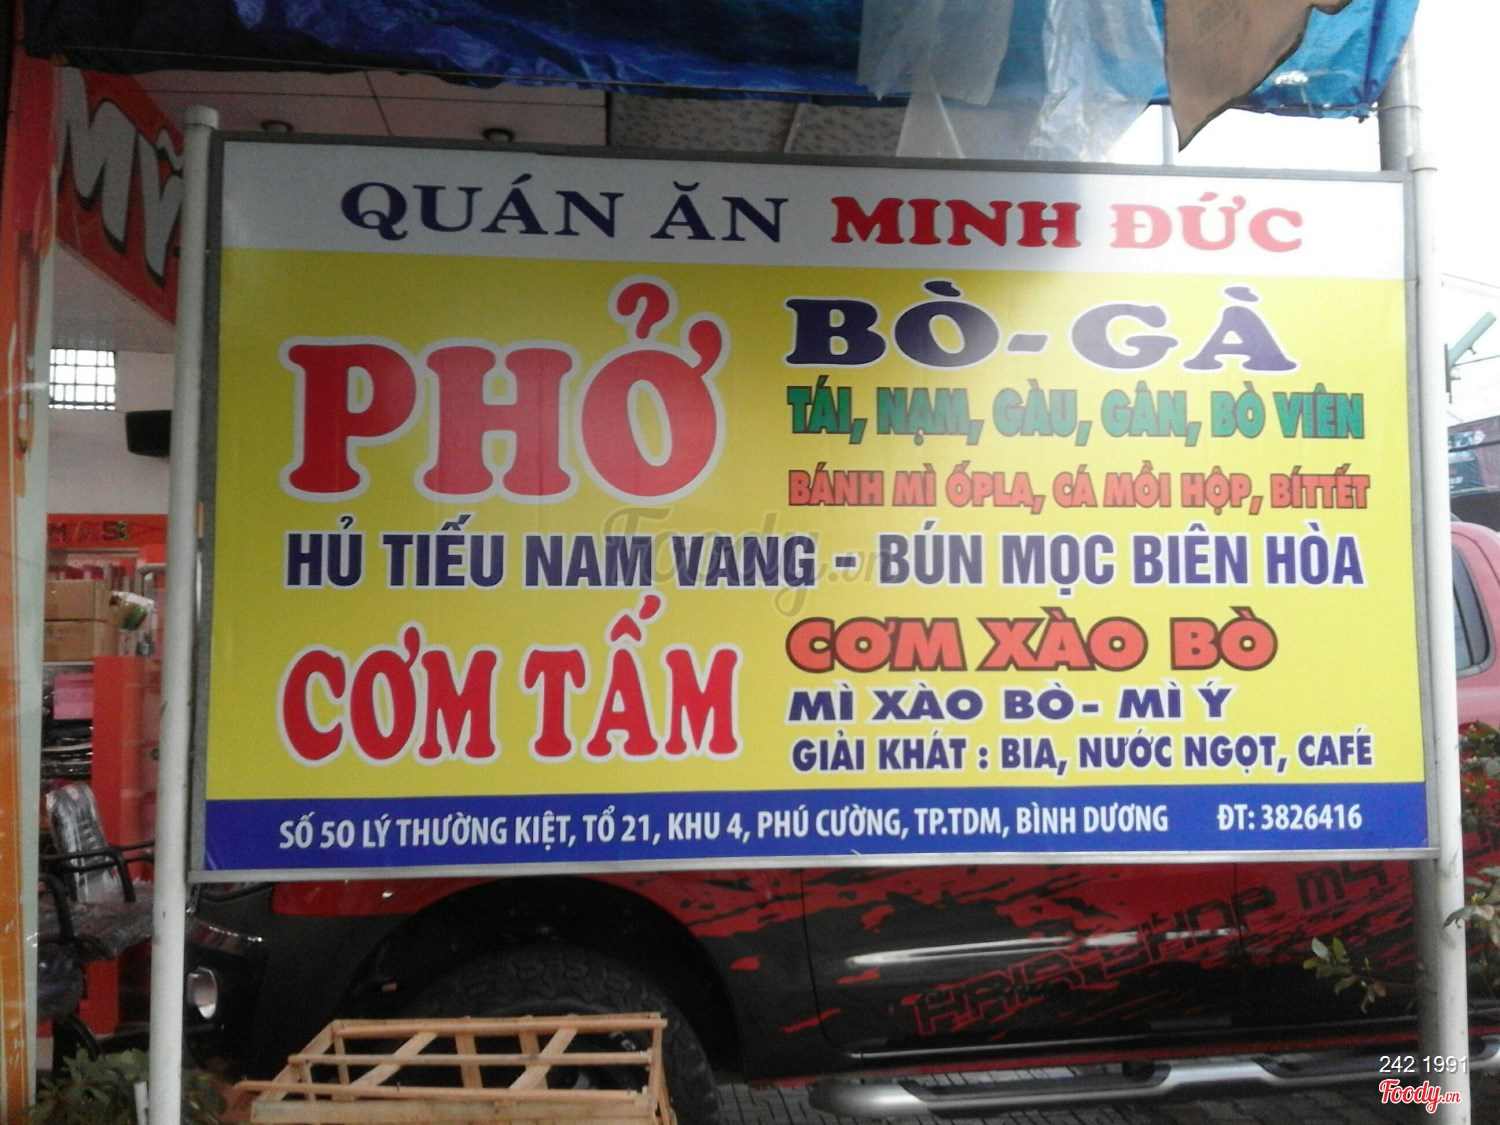 MỸ
QUÁN ĂN MINH ĐỨC
PHỞ
BÒ-GÀ
TÁI, NẠM, GÀU, GÂN, BÒ VIÊN
BÁNH MÌ ỐPLA, CÁ MỒI HỘP, BÍTTẾT
HỦ TIẾU NAM VANG - BÚN MỌC BIÊN HÒA
CƠM TẤM
CƠM XÀO BÒ
MÌ XÀO BÒ- MÌ Ý
GIẢI KHÁT : BIA, NƯỚC NGỌT, CAFÉ
SỐ 50 LÝ THƯỜNG KIỆT, TỔ 21, KHU 4, PHÚ CƯỜNG, TP.TDM, BÌNH DƯƠNG ĐT: 3826416
Foody.vn
242 1991
Foody.vn